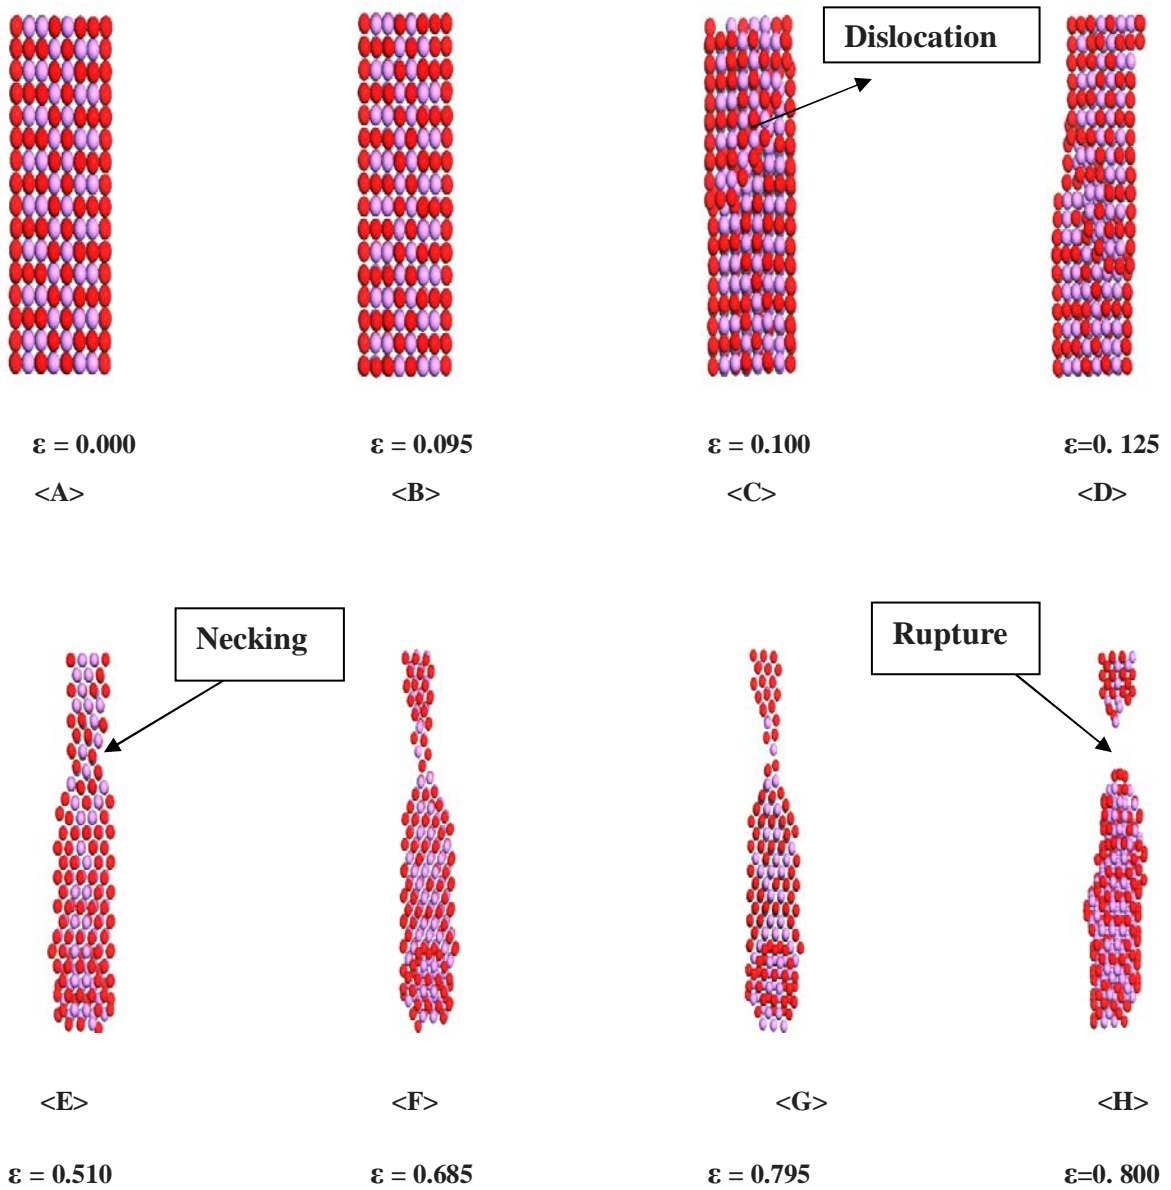 Dislocation
ε = 0.000
ε = 0.095
ε = 0.100
ε=0. 125
<A>
<B>
<C>
<D>
Necking
Rupture
<E>
<F>
<G>
<H>
ε = 0.510
ε = 0.685
ε = 0.795
ε=0. 800